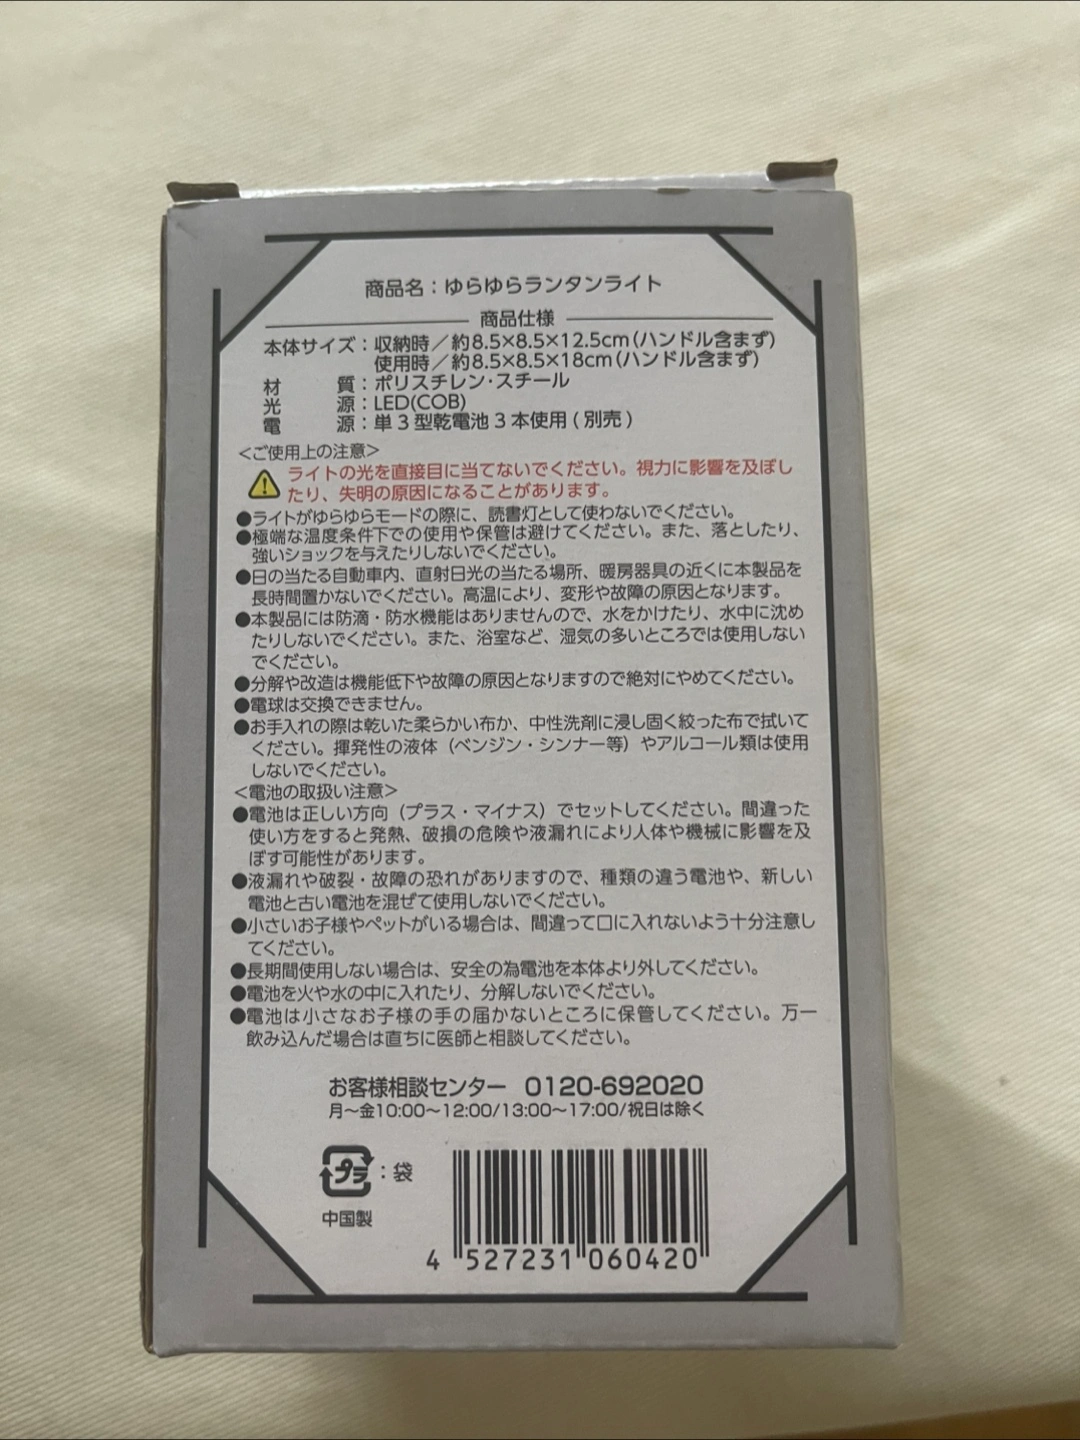 商品名：ゆらゆらランタンライト
商品仕様
本体サイズ：収納時／約8.5×8.5×12.5cm(ハンドル含まず)
使用時／約8.5×8.5×18cm(ハンドル含まず)
材質：ポリスチレン・スチール
光源：LED(COB)
電源：単３型乾電池３本使用(別売)
＜ご使用上の注意＞
ライトの光を直接目に当てないでください。視力に影響を及ぼし
たり、失明の原因になることがあります。
●ライトがゆらゆらモードの際に、読書灯として使わないでください。
●極端な温度条件下での使用や保管は避けてください。また、落としたり、
強いショックを与えたりしないでください。
●日の当たる自動車内、直射日光の当たる場所、暖房器具の近くに本製品を
長時間置かないでください。高温により、変形や故障の原因となります。
●本製品には防滴・防水機能はありませんので、水をかけたり、水中に沈め
たりしないでください。また、浴室など、湿気の多いところでは使用しない
でください。
●分解や改造は機能低下や故障の原因となりますので絶対にやめてください。
●電球は交換できません。
●お手入れの際は乾いた柔らかい布か、中性洗剤に浸し固く絞った布で拭いて
ください。揮発性の液体（ベンジン・シンナー等）やアルコール類は使用
しないでください。
＜電池の取扱い注意＞
●電池は正しい方向（プラス・マイナス）でセットしてください。間違った
使い方をすると発熱、破損の危険や液漏れにより人体や機械に影響を及
ぼす可能性があります。
●液漏れや破裂・故障の恐れがありますので、種類の違う電池や、新しい
電池と古い電池を混ぜて使用しないでください。
●小さいお子様やペットがいる場合は、間違って口に入れないよう十分注意し
てください。
●長期間使用しない場合は、安全の為電池を本体より外してください。
●電池を火や水の中に入れたり、分解しないでください。
●電池は小さなお子様の手の届かないところに保管してください。万一
飲み込んだ場合は直ちに医師と相談してください。
お客様相談センター 0120-692020
月〜金10:00〜12:00/13:00〜17:00/祝日は除く
プラ：袋
中国製
4 527231 060420